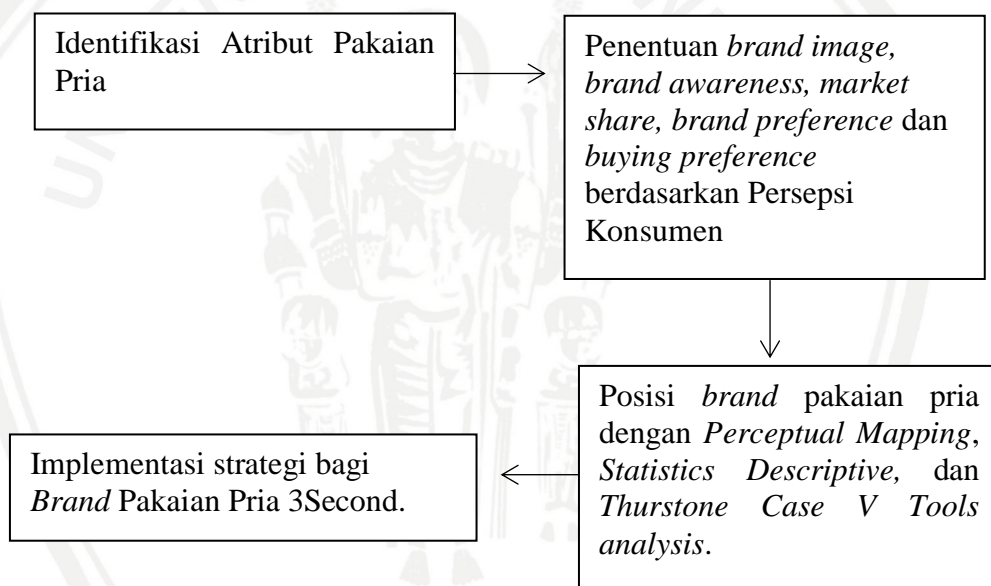 Identifikasi Atribut Pakaian
Pria
Penentuan brand image,
brand awareness, market
share, brand preference dan
buying preference
berdasarkan Persepsi
Konsumen
Posisi brand pakaian pria
dengan Perceptual Mapping,
Statistics Descriptive, dan
Thurstone Case V Tools
analysis.
Implementasi strategi bagi
Brand Pakaian Pria 3Second.